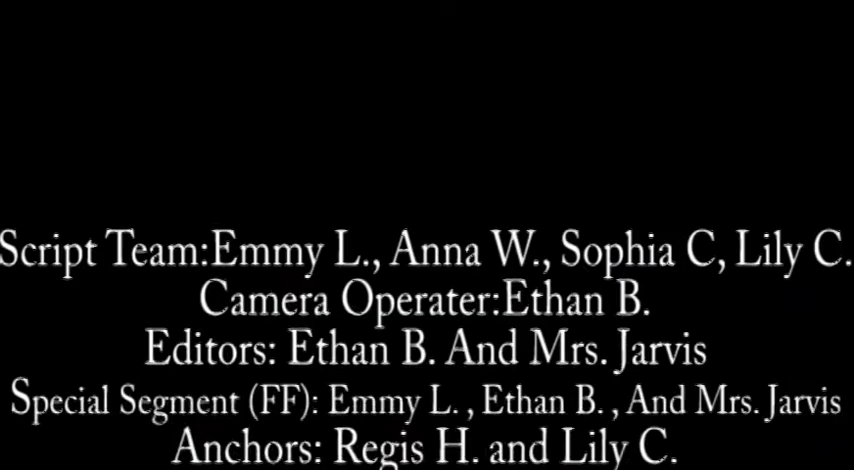 Script Team:Emmy L., Anna W., Sophia C, Lily C.
Camera Operater:Ethan B.
Editors: Ethan B. And Mrs. Jarvis
Special Segment (FF): Emmy L. , Ethan B. , And Mrs. Jarvis
Anchors: Regis H. and Lily C.